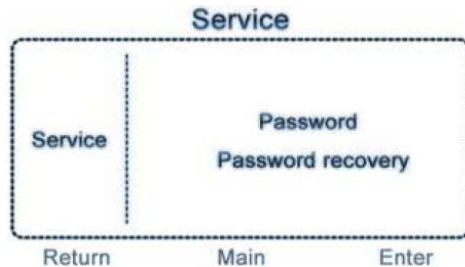 Service
Service
Password
Password recovery
Return Main Enter